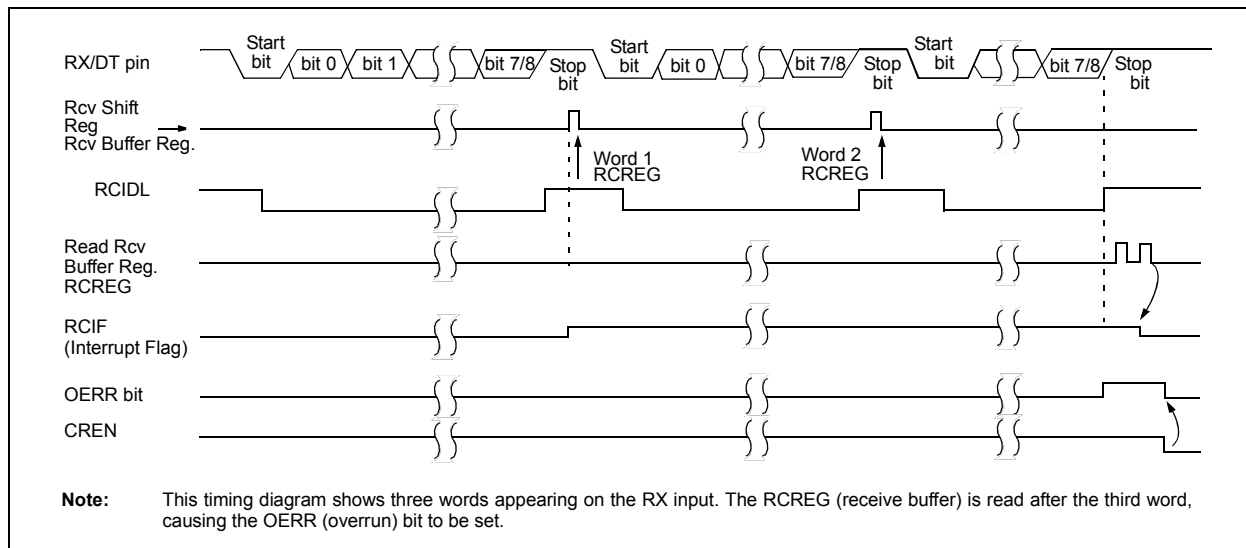 Start
bit
bit 0
bit 1
bit 7/8
Stop
bit
Start
bit
bit 0
bit 7/8
Stop
bit
Start
bit
bit 7/8
Stop
bit
RX/DT pin
Rcv Shift
Reg
Rcv Buffer Reg.
Word 1
RCREG
Word 2
RCREG
RCIDL
Read Rcv
Buffer Reg.
RCREG
RCIF
(Interrupt Flag)
OERR bit
CREN
Note: This timing diagram shows three words appearing on the RX input. The RCREG (receive buffer) is read after the third word,
causing the OERR (overrun) bit to be set.